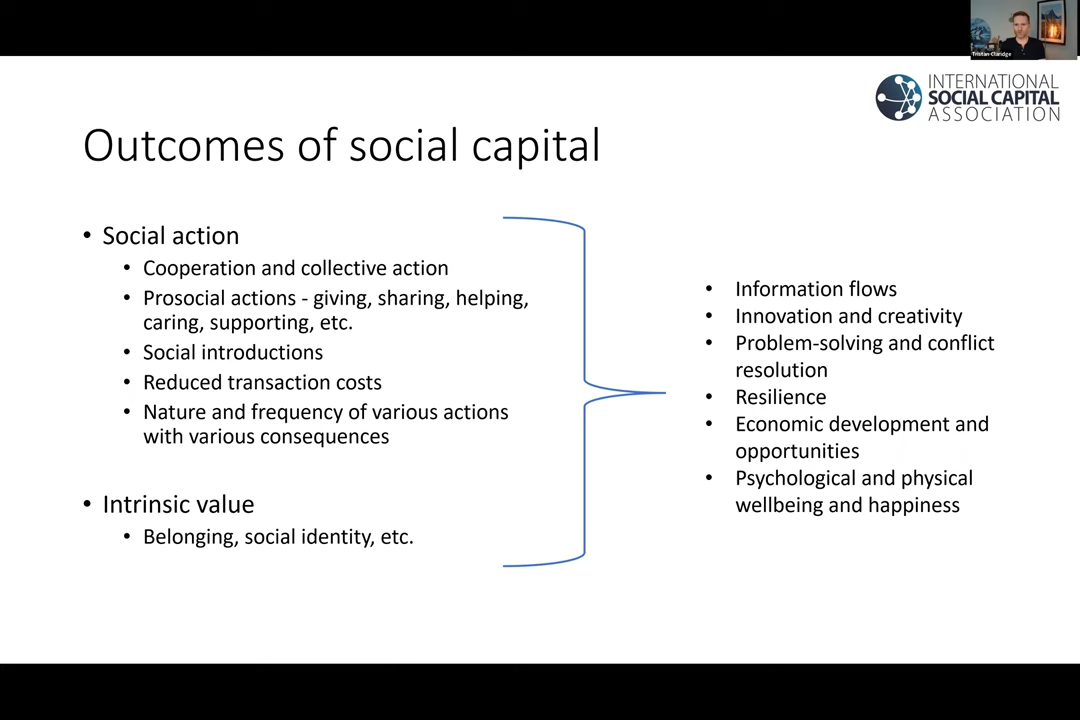 Tristan Claridge
INTERNATIONAL
SOCIAL CAPITAL
ASSOCIATION
Outcomes of social capital
• Social action
• Cooperation and collective action
• Prosocial actions - giving, sharing, helping,
caring, supporting, etc.
• Social introductions
• Reduced transaction costs
• Nature and frequency of various actions
with various consequences
• Intrinsic value
• Belonging, social identity, etc.
• Information flows
• Innovation and creativity
• Problem-solving and conflict
resolution
• Resilience
• Economic development and
opportunities
• Psychological and physical
wellbeing and happiness